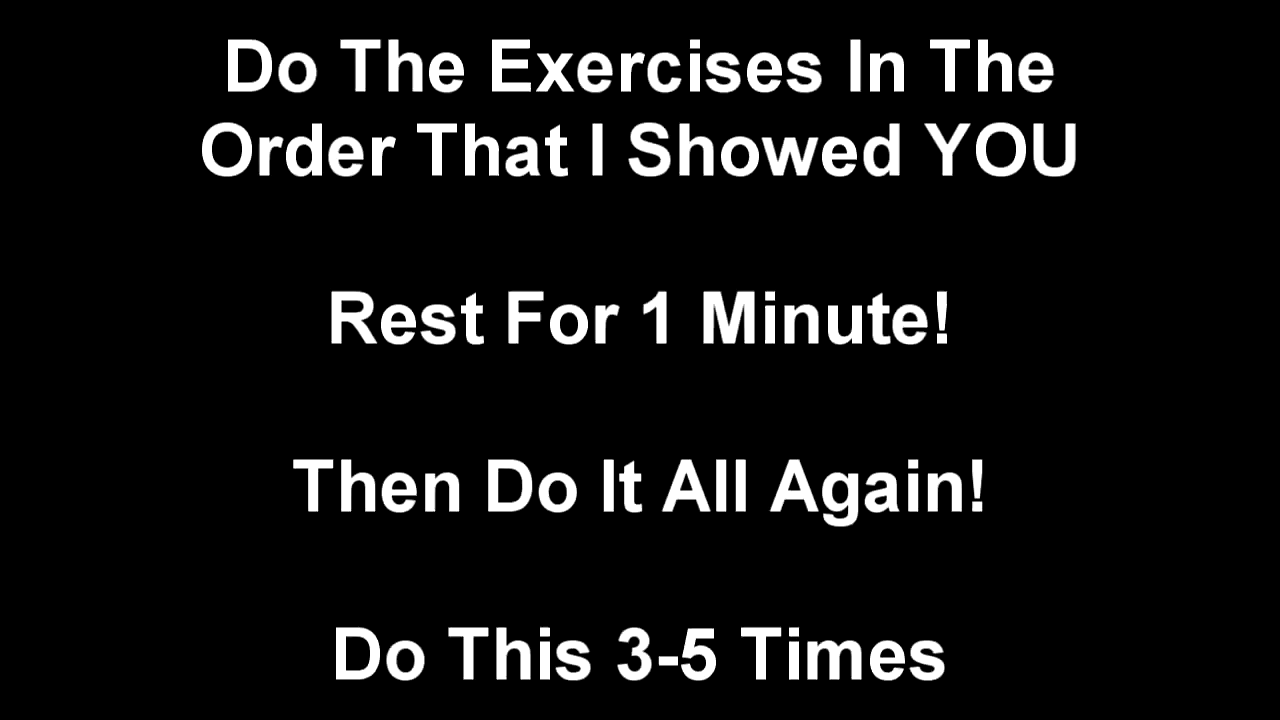 Do The Exercises In The
Order That I Showed YOU
Rest For 1 Minute!
Then Do It All Again!
Do This 3-5 Times